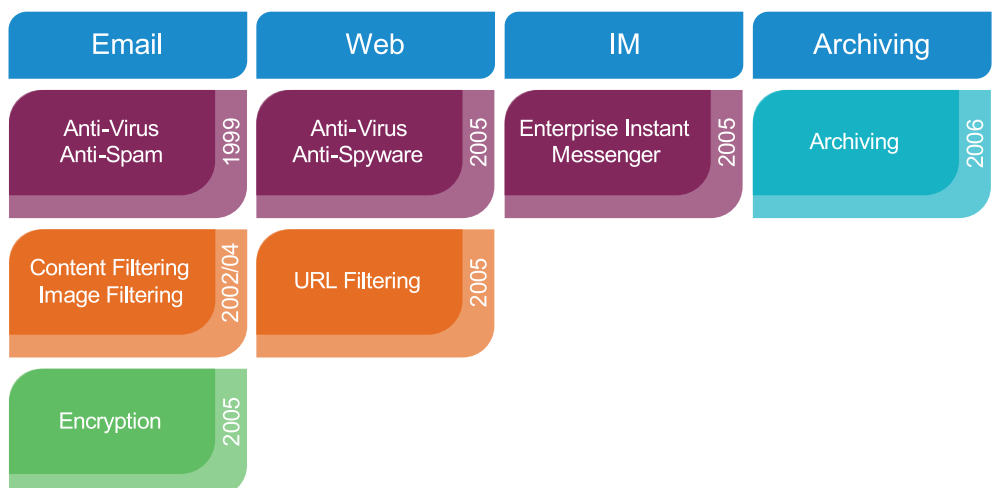 Email
Web
IM
Archiving
Anti-Virus
Anti-Spam
1999
Anti-Virus
Anti-Spyware
2005
Enterprise Instant
Messenger
2005
Archiving
2006
Content Filtering
Image Filtering
2002/04
URL Filtering
2005
Encryption
2005